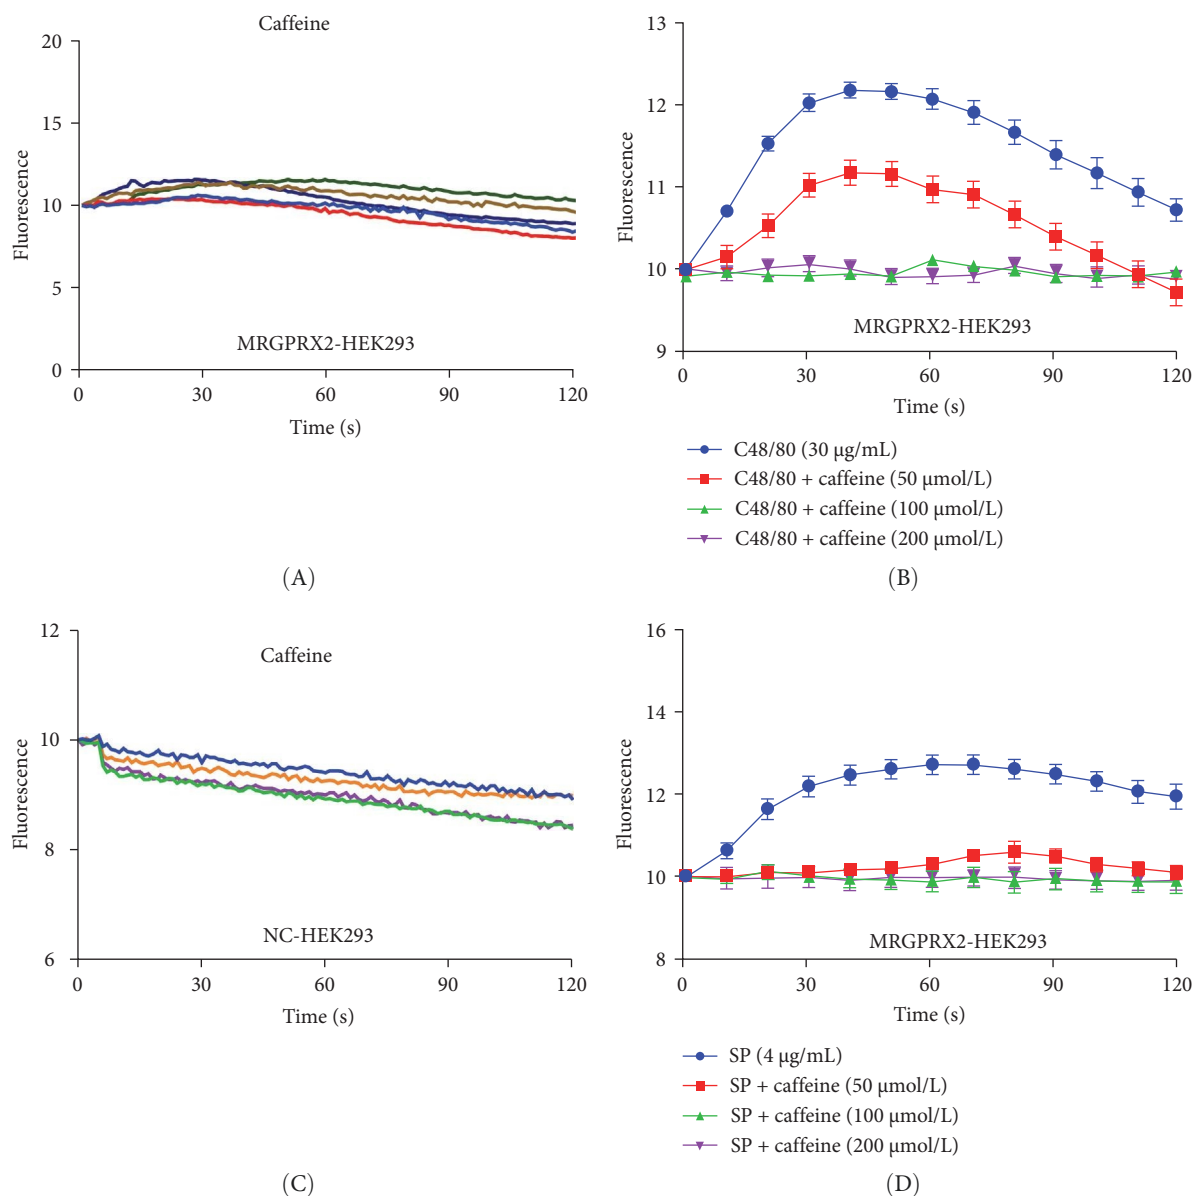 Caffeine
20
15
10
5
0
Fluorescence
MRGPRX2-HEK293
0 30 60 90 120
Time (s)
(A)
13
12
11
10
9
Fluorescence
MRGPRX2-HEK293
0 30 60 90 120
Time (s)
C48/80 (30 μg/mL)
C48/80 + caffeine (50 μmol/L)
C48/80 + caffeine (100 μmol/L)
C48/80 + caffeine (200 μmol/L)
(B)
12
10
8
6
Fluorescence
Caffeine
NC-HEK293
0 30 60 90 120
Time (s)
(C)
16
14
12
10
8
Fluorescence
MRGPRX2-HEK293
0 30 60 90 120
Time (s)
SP (4 μg/mL)
SP + caffeine (50 μmol/L)
SP + caffeine (100 μmol/L)
SP + caffeine (200 μmol/L)
(D)